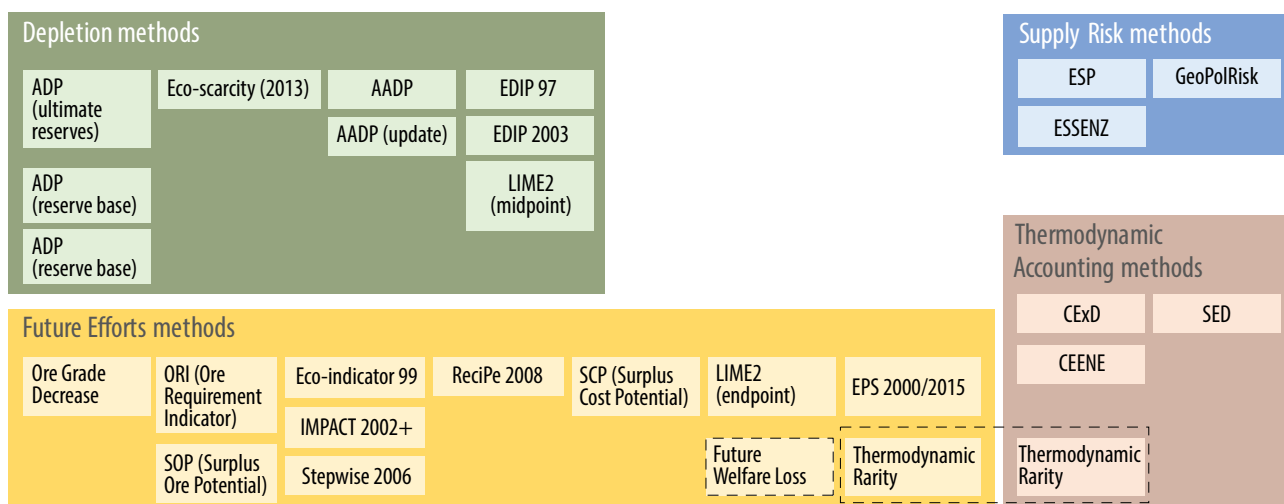 Depletion methods
ADP
(ultimate
reserves)
Eco-scarcity (2013)
AADP
EDIP 97
AADP (update)
EDIP 2003
ADP
(reserve base)
LIME2
(midpoint)
ADP
(reserve base)
Supply Risk methods
ESP
GeoPolRisk
ESSENZ
Thermodynamic
Accounting methods
CExD
SED
CEENE
Thermodynamic
Rarity
Future Efforts methods
Ore Grade
Decrease
ORI (Ore
Requirement
Indicator)
SOP (Surplus
Ore Potential)
Eco-indicator 99
IMPACT 2002+
Stepwise 2006
ReciPe 2008
SCP (Surplus
Cost Potential)
LIME2
(endpoint)
Future
Welfare Loss
EPS 2000/2015
Thermodynamic
Rarity